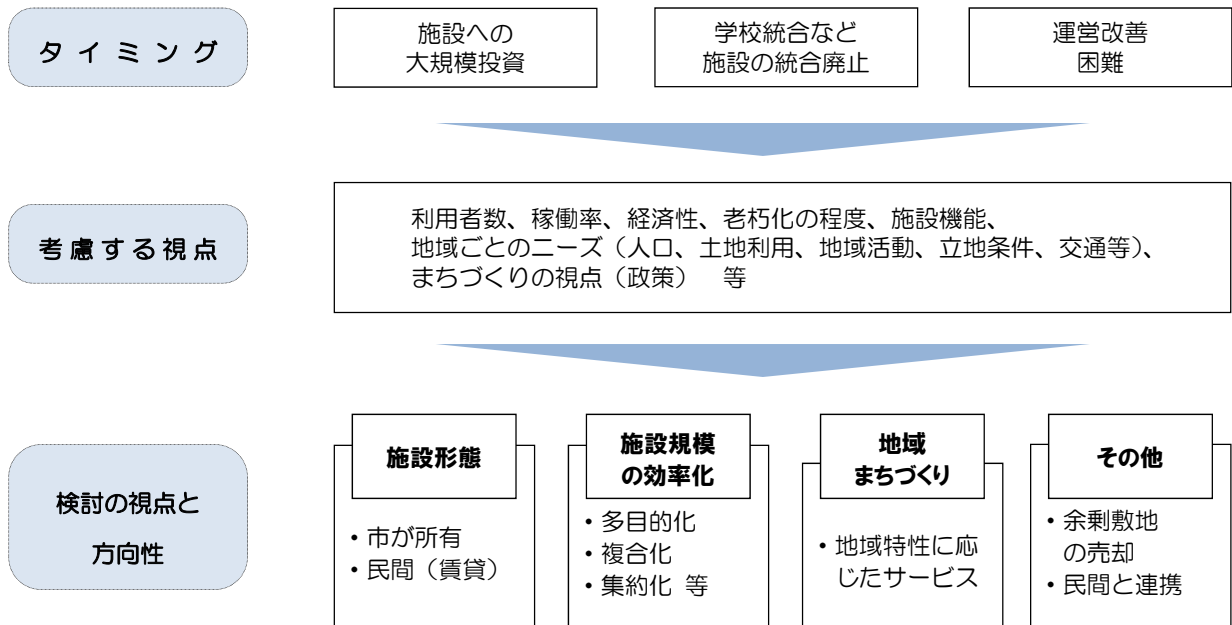 タイミング
施設への
大規模投資
学校統合など
施設の統合廃止
運営改善
困難
考慮する視点
利用者数、稼働率、経済性、老朽化の程度、施設機能、
地域ごとのニーズ（人口、土地利用、地域活動、立地条件、交通等）、
まちづくりの視点（政策）　等
検討の視点と
方向性
施設形態
・市が所有
・民間（賃貸）
施設規模
の効率化
・多目的化
・複合化
・集約化 等
地域
まちづくり
・地域特性に応
じたサービス
その他
・余剰敷地
の売却
・民間と連携